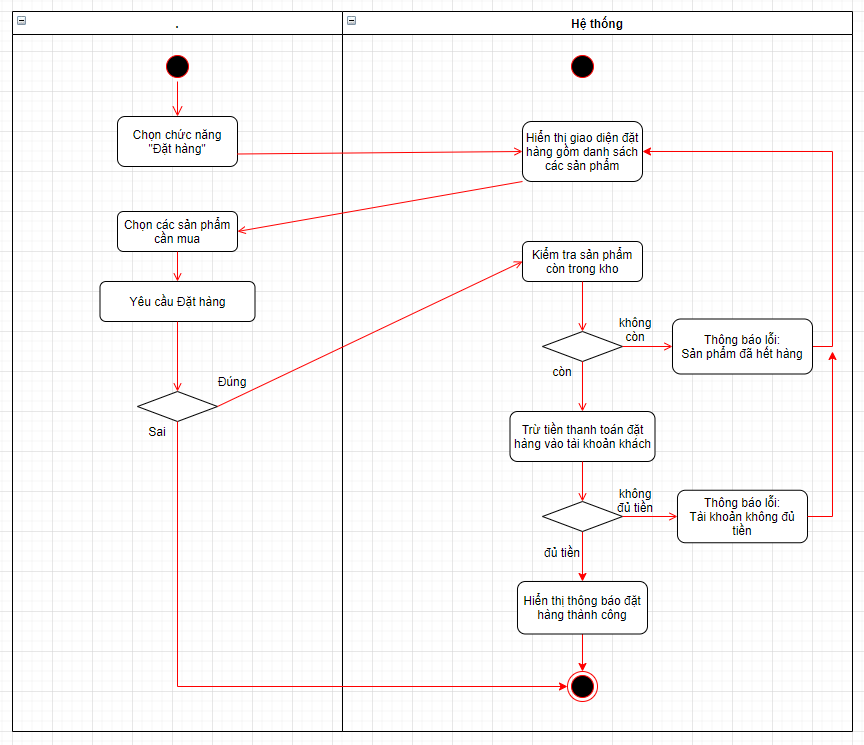 .
Hệ thống
Chọn chức năng
"Đặt hàng"
Hiển thị giao diện đặt
hàng gồm danh sách
các sản phẩm
Chọn các sản phẩm
cần mua
Yêu cầu Đặt hàng
Đúng
Sai
Kiểm tra sản phẩm
còn trong kho
không
còn
còn
Thông báo lỗi:
Sản phẩm đã hết hàng
Trừ tiền thanh toán đặt
hàng vào tài khoản khách
không
đủ tiền
đủ tiền
Thông báo lỗi:
Tài khoản không đủ
tiền
Hiển thị thông báo đặt
hàng thành công